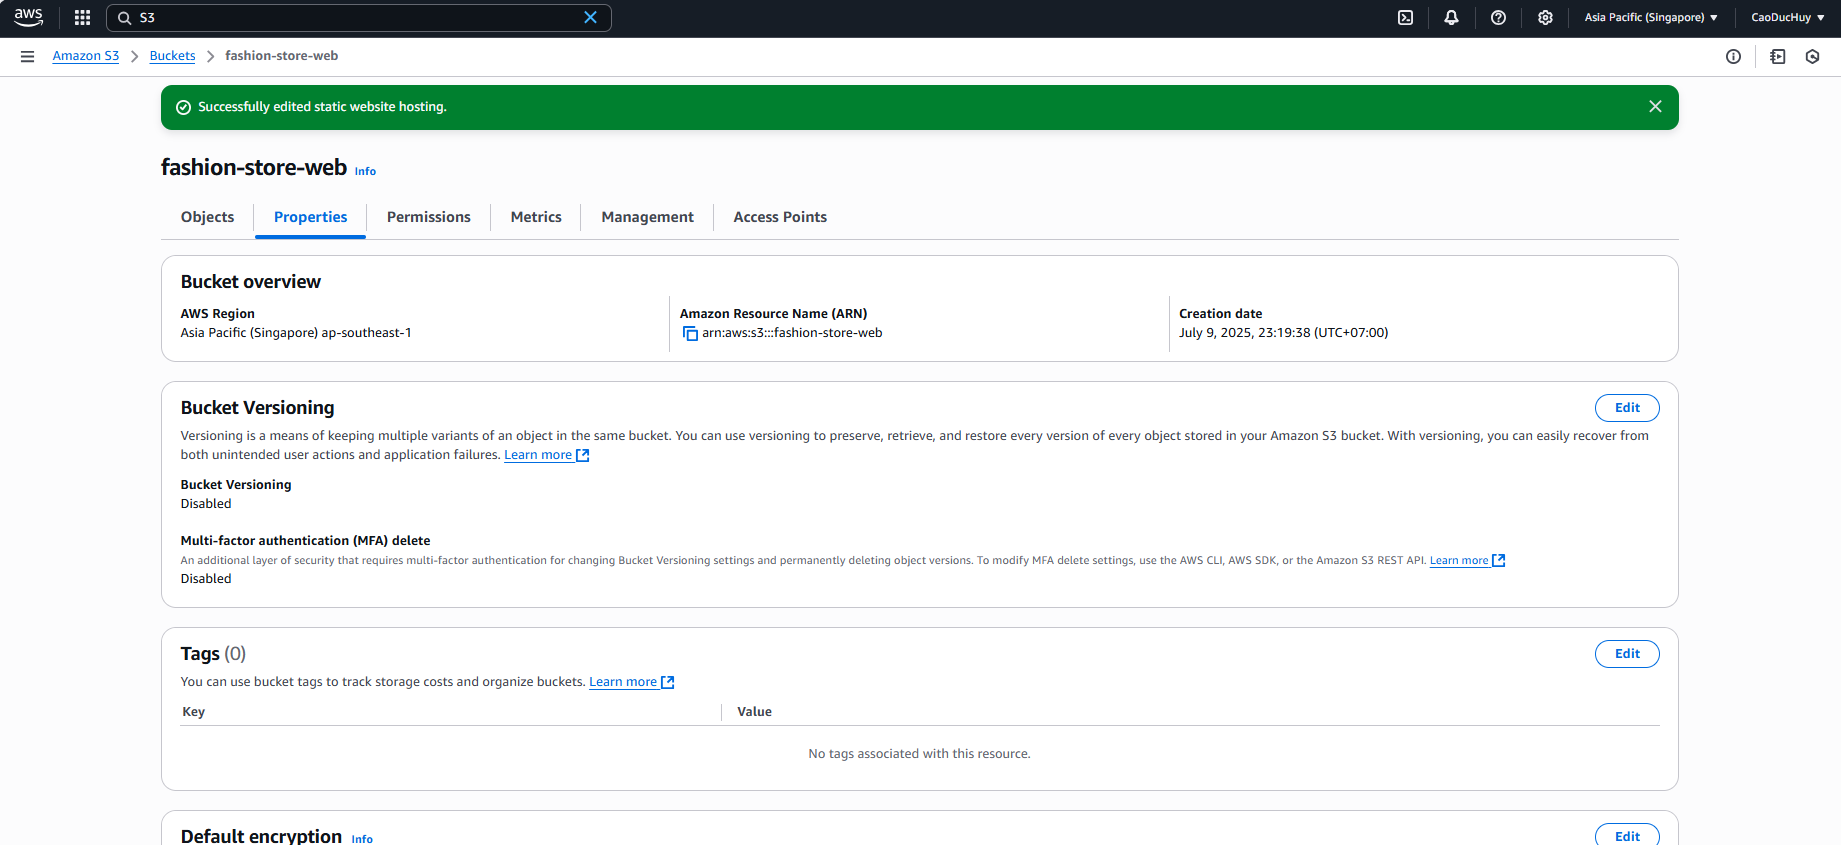 aws
S3
Asia Pacific (Singapore)
CaoDucHuy
Amazon S3
Buckets
fashion-store-web
Successfully edited static website hosting.
fashion-store-web Info
Objects
Properties
Permissions
Metrics
Management
Access Points
Bucket overview
AWS Region
Asia Pacific (Singapore) ap-southeast-1
Amazon Resource Name (ARN)
arn:aws:s3:::fashion-store-web
Creation date
July 9, 2025, 23:19:38 (UTC+07:00)
Bucket Versioning
Edit
Versioning is a means of keeping multiple variants of an object in the same bucket. You can use versioning to preserve, retrieve, and restore every version of every object stored in your Amazon S3 bucket. With versioning, you can easily recover from
both unintended user actions and application failures. Learn more
Bucket Versioning
Disabled
Multi-factor authentication (MFA) delete
An additional layer of security that requires multi-factor authentication for changing Bucket Versioning settings and permanently deleting object versions. To modify MFA delete settings, use the AWS CLI, AWS SDK, or the Amazon S3 REST API. Learn more
Disabled
Tags (0)
Edit
You can use bucket tags to track storage costs and organize buckets. Learn more
Key
Value
No tags associated with this resource.
Default encryption Info
Edit